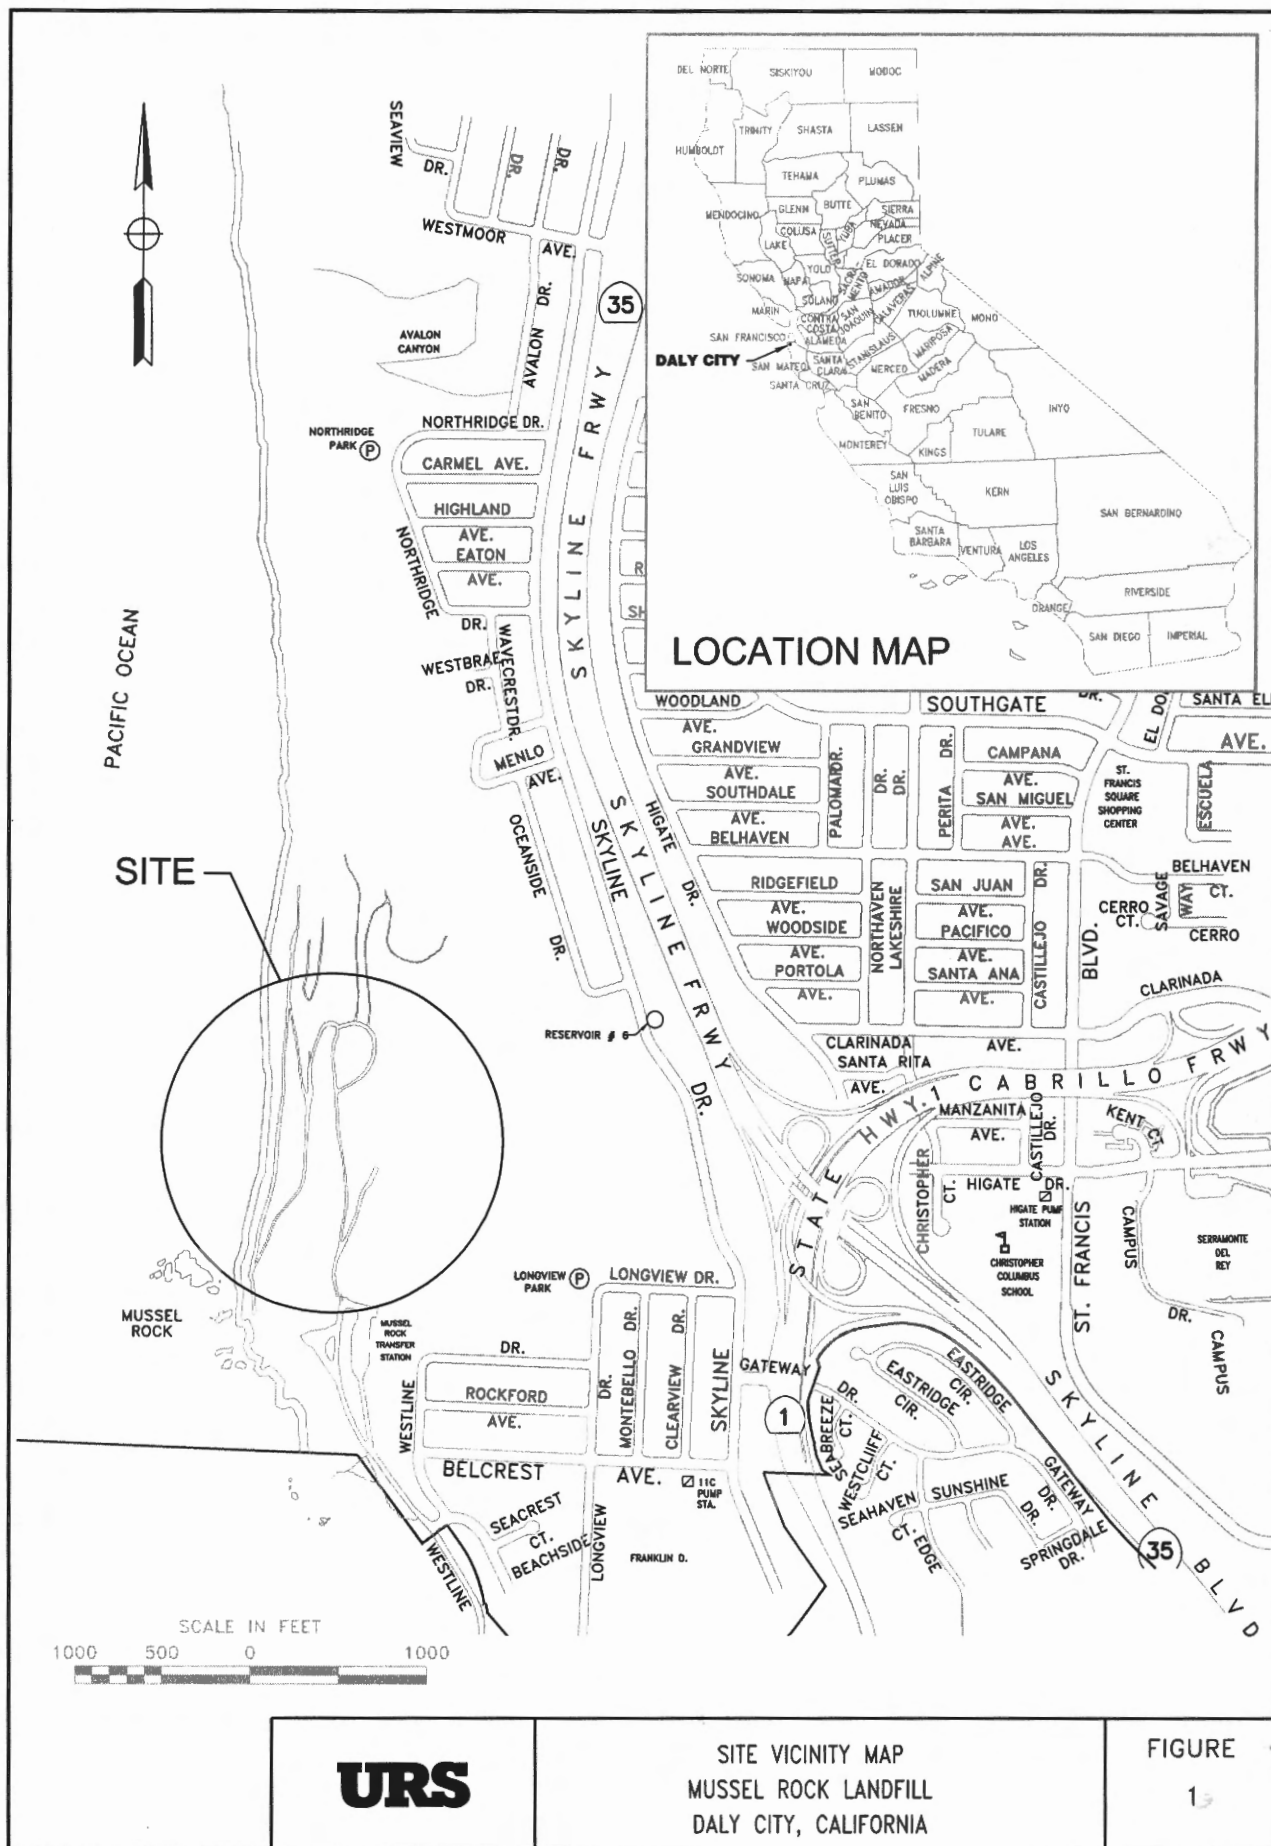 DEL NORTE
SISKIYOU
MODOC
TRINITY
SHASTA
LASSEN
HUMBOLDT
TEHAMA
PLUMAS
MENDOCINO
GLENN
BUTTE
SIERRA
COLUSA
YUBA
NEVADA
PLACER
LAKE
SUTTER
SONOMA
NAPA
YOLO
SACRA-
MENTO
EL DORADO
ALPINE
AMADOR
CALAVERAS
SOLANO
MARIN
CONTRA
COSTA
SAN
JOAQUIN
TUOLUMNE
MONO
SAN FRANCISCO
ALAMEDA
STANISLAUS
MARIPOSA
DALY CITY
SAN MATEO
SANTA
CLARA
MERCED
MADERA
SANTA CRUZ
SAN
BENITO
FRESNO
INYO
MONTEREY
KINGS
TULARE
SAN
LUIS
OBISPO
KERN
SAN BERNARDINO
SANTA
BARBARA
VENTURA
LOS
ANGELES
ORANGE
RIVERSIDE
SAN DIEGO
IMPERIAL
LOCATION MAP
SEAVIEW
DR.
DR.
DR.
WESTMOOR
AVE.
35
AVALON
CANYON
AVALON
DR.
SKYLINE FRWY
NORTHRIDGE DR.
NORTHRIDGE
PARK
P
CARMEL AVE.
HIGHLAND
AVE.
EATON
AVE.
NORTHRIDGE
DR.
WESTBRAE
DR.
WAVECREST
DR.
MENLO
AVE.
R
SH
PACIFIC OCEAN
SITE
OCEANSIDE
DR.
SKYLINE
SKYLINE FRWY
HIGATE
DR.
WOODLAND
AVE.
GRANDVIEW
AVE.
SOUTHDALE
AVE.
BELHAVEN
RIDGEFIELD
AVE.
WOODSIDE
AVE.
PORTOLA
AVE.
PALOMAR
DR.
DR.
DR.
NORTHAVEN
LAKESHIRE
PERITA
DR.
SOUTHGATE
DR.
EL DO
SANTA EL
CAMPANA
AVE.
AVE.
SAN MIGUEL
AVE.
AVE.
SAN JUAN
AVE.
PACIFICO
AVE.
SANTA ANA
AVE.
CASTILLEJO
DR.
ST.
FRANCIS
SQUARE
SHOPPING
CENTER
ESCUELA
BELHAVEN
CT.
CERRO
CT.
SAVAGE
WAY
CERRO
BLVD.
CLARINADA
CLARINADA
AVE.
SANTA RITA
AVE.
CABRILLO FRWY
RESERVOIR # 6
DR.
STATE HWY. 1
MANZANITA
AVE.
CASTILLEJO
DR.
KENT CT.
CHRISTOPHER
CT.
HIGATE DR.
HIGATE PUMP
STATION
CHRISTOPHER
COLUMBUS
SCHOOL
ST. FRANCIS
CAMPUS
SERRAMONTE
DEL
REY
DR.
CAMPUS
MUSSEL
ROCK
MUSSEL
ROCK
TRANSFER
STATION
LONGVIEW
PARK
P
LONGVIEW DR.
DR.
ROCKFORD
AVE.
WESTLINE
DR.
MONTEBELLO
DR.
CLEARVIEW
DR.
SKYLINE
GATEWAY
1
DR.
SEABREEZE
CT.
EASTRIDGE
CIR.
EASTRIDGE
CIR.
WESTCLIFF
CT.
SKYLINE BLVD
BELCREST
AVE.
11C
PUMP
STA.
SEAHAVEN
CT.
EDGE
SUNSHINE
DR.
GATEWAY
DR.
SPRINGDALE
DR.
35
SEACREST
CT.
BEACHSIDE
LONGVIEW
FRANKLIN D.
WESTLINE
SCALE IN FEET
1000 500 0 1000
URS
SITE VICINITY MAP
MUSSEL ROCK LANDFILL
DALY CITY, CALIFORNIA
FIGURE
1